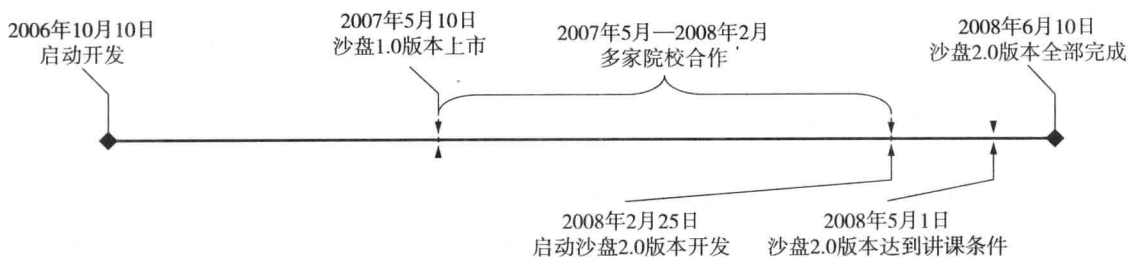 2006年10月10日
启动开发
2007年5月10日
沙盘1.0版本上市
2007年5月—2008年2月
多家院校合作
2008年6月10日
沙盘2.0版本全部完成
2008年2月25日
启动沙盘2.0版本开发
2008年5月1日
沙盘2.0版本达到讲课条件